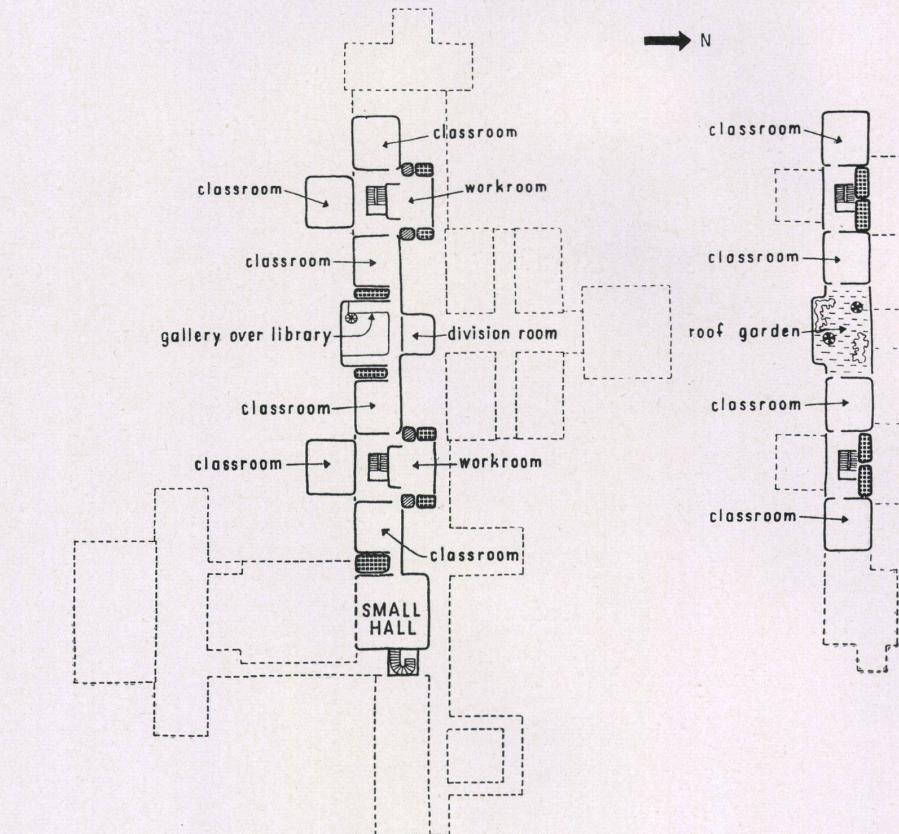 N
classroom
classroom
workroom
classroom
gallery over library
division room
classroom
classroom
workroom
classroom
SMALL
HALL
classroom
classroom
roof garden
classroom
classroom